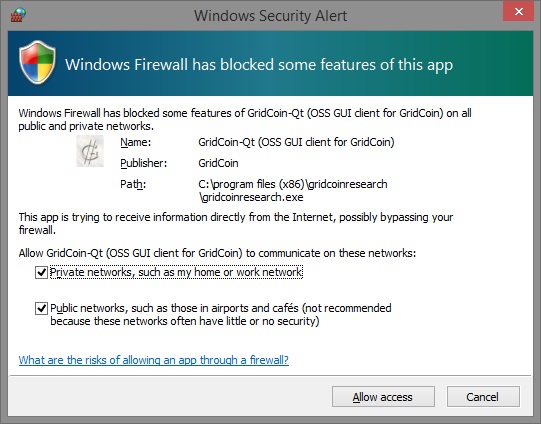 Windows Security Alert
Windows Firewall has blocked some features of this app
Windows Firewall has blocked some features of GridCoin-Qt (OSS GUI client for GridCoin) on all
public and private networks.
Name: GridCoin-Qt (OSS GUI client for GridCoin)
Publisher: GridCoin
Path: C:\program files (x86)\gridcoinresearch
\gridcoinresearch.exe
This app is trying to receive information directly from the Internet, possibly bypassing your
firewall.
Allow GridCoin-Qt (OSS GUI client for GridCoin) to communicate on these networks:
Private networks, such as my home or work network
Public networks, such as those in airports and cafés (not recommended
because these networks often have little or no security)
What are the risks of allowing an app through a firewall?
Allow access Cancel